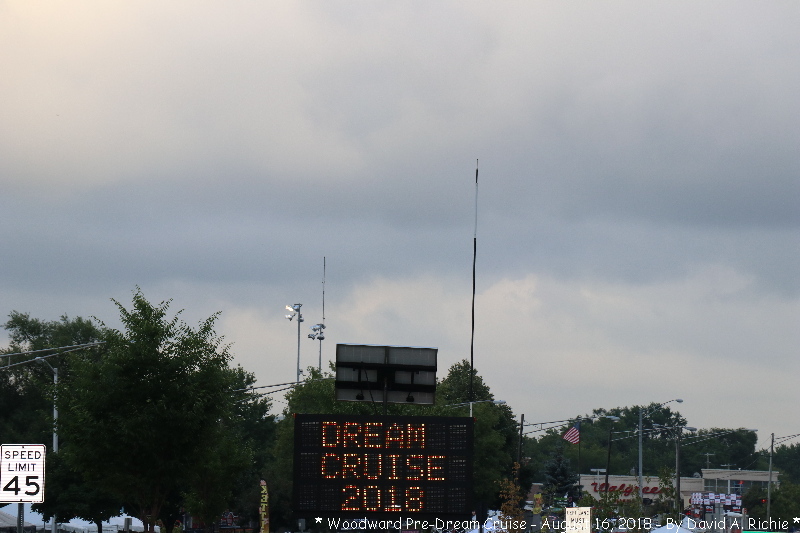 DREAM
CRUISE
2018
SPEED
LIMIT
45
Walgreens
* Woodward Pre-Dream Cruise - August 16, 2018 - By David A. Richie *